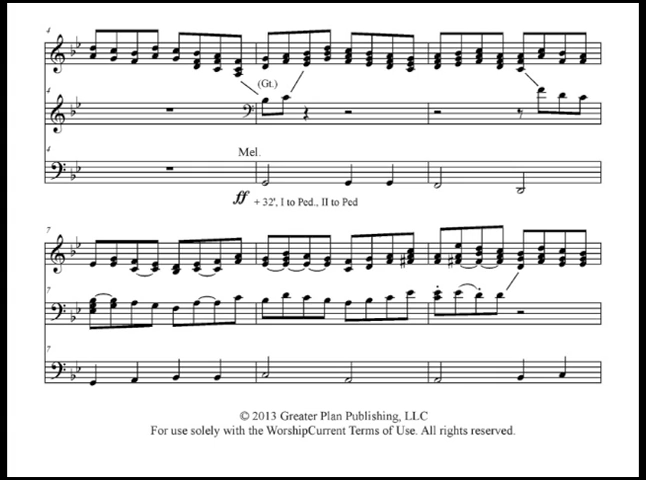 4
(Gt.)
4
4
Mel.
ff + 32', I to Ped., II to Ped
7
7
7
© 2013 Greater Plan Publishing, LLC
For use solely with the WorshipCurrent Terms of Use. All rights reserved.